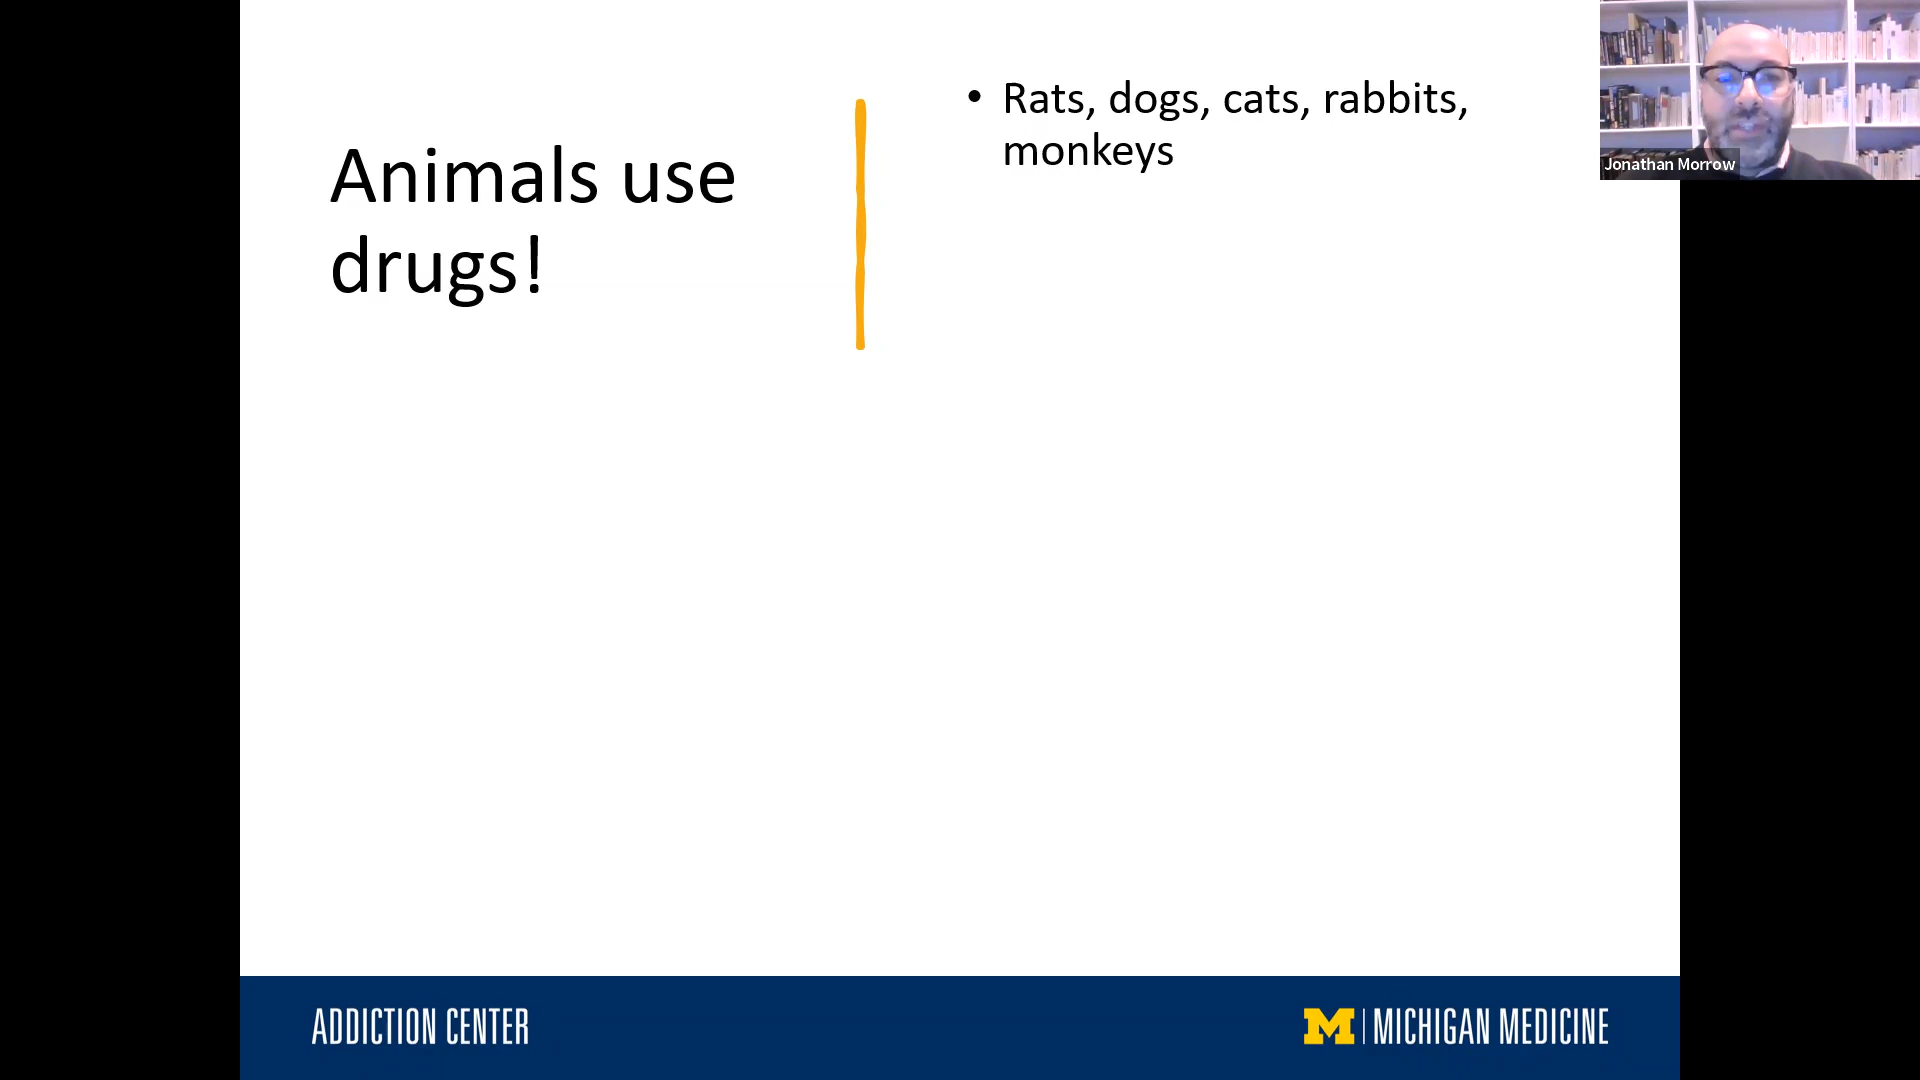 Animals use
drugs!
• Rats, dogs, cats, rabbits,
monkeys
Jonathan Morrow
ADDICTION CENTER
M | MICHIGAN MEDICINE